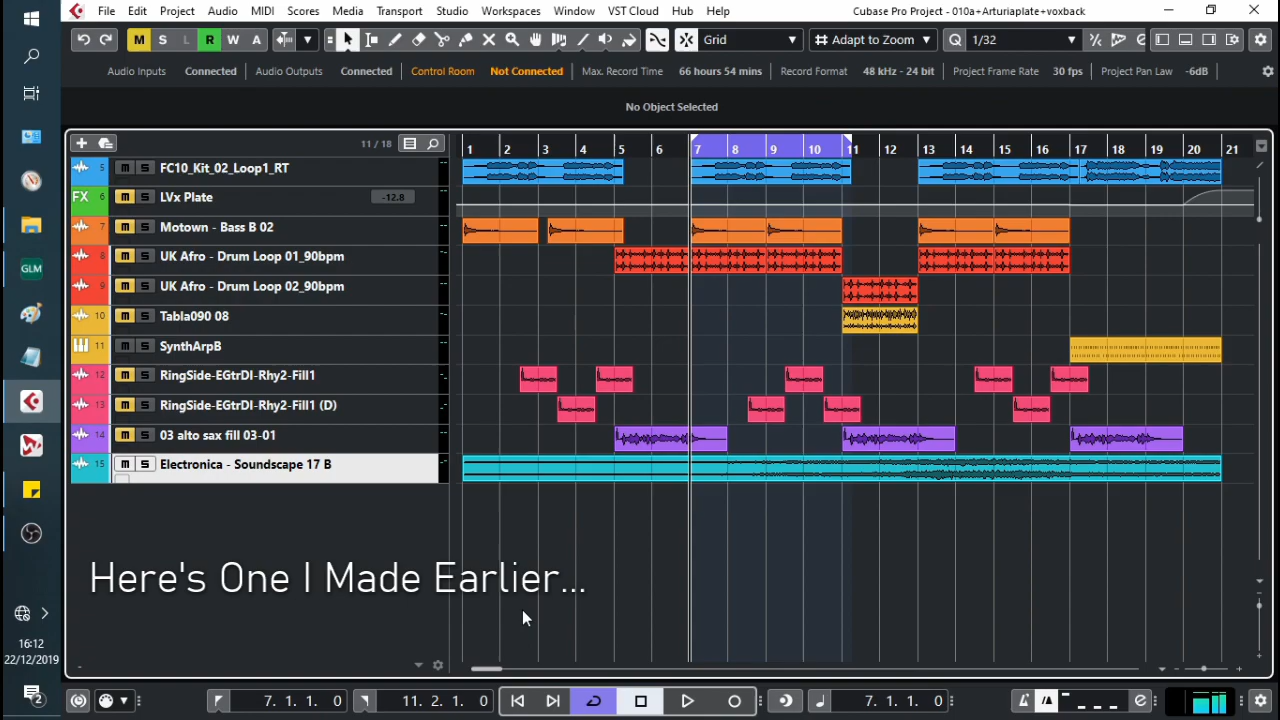 File Edit Project Audio MIDI Scores Media Transport Studio Workspaces Window VST Cloud Hub Help Cubase Pro Project - 010a+Arturiaplate+voxback
M S L R W A Grid Adapt to Zoom Q 1/32
Audio Inputs Connected Audio Outputs Connected Control Room Not Connected Max. Record Time 66 hours 54 mins Record Format 48 kHz - 24 bit Project Frame Rate 30 fps Project Pan Law -6dB
No Object Selected
11 / 18 1 2 3 4 5 6 7 8 9 10 11 12 13 14 15 16 17 18 19 20 21
5 m S FC10_Kit_02_Loop1_RT
FX 6 m S LVx Plate -12.8
7 m S Motown - Bass B 02
8 m S UK Afro - Drum Loop 01_90bpm
9 m S UK Afro - Drum Loop 02_90bpm
10 m S Tabla090 08
11 m S SynthArpB
12 m S RingSide-EGtrDI-Rhy2-Fill1
13 m S RingSide-EGtrDI-Rhy2-Fill1 (D)
14 m S 03 alto sax fill 03-01
15 m S Electronica - Soundscape 17 B
GLM
Here's One I Made Earlier...
16:12
22/12/2019
2
7. 1. 1. 0 11. 2. 1. 0 7. 1. 1. 0